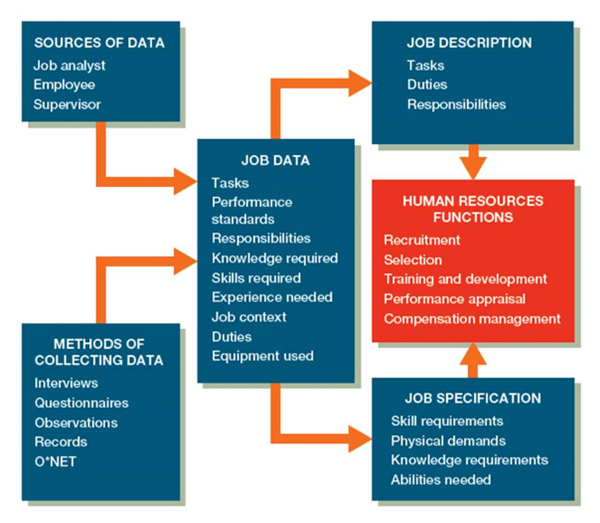 SOURCES OF DATA
Job analyst
Employee
Supervisor
METHODS OF
COLLECTING DATA
Interviews
Questionnaires
Observations
Records
O*NET
JOB DATA
Tasks
Performance
standards
Responsibilities
Knowledge required
Skills required
Experience needed
Job context
Duties
Equipment used
JOB DESCRIPTION
Tasks
Duties
Responsibilities
HUMAN RESOURCES
FUNCTIONS
Recruitment
Selection
Training and development
Performance appraisal
Compensation management
JOB SPECIFICATION
Skill requirements
Physical demands
Knowledge requirements
Abilities needed